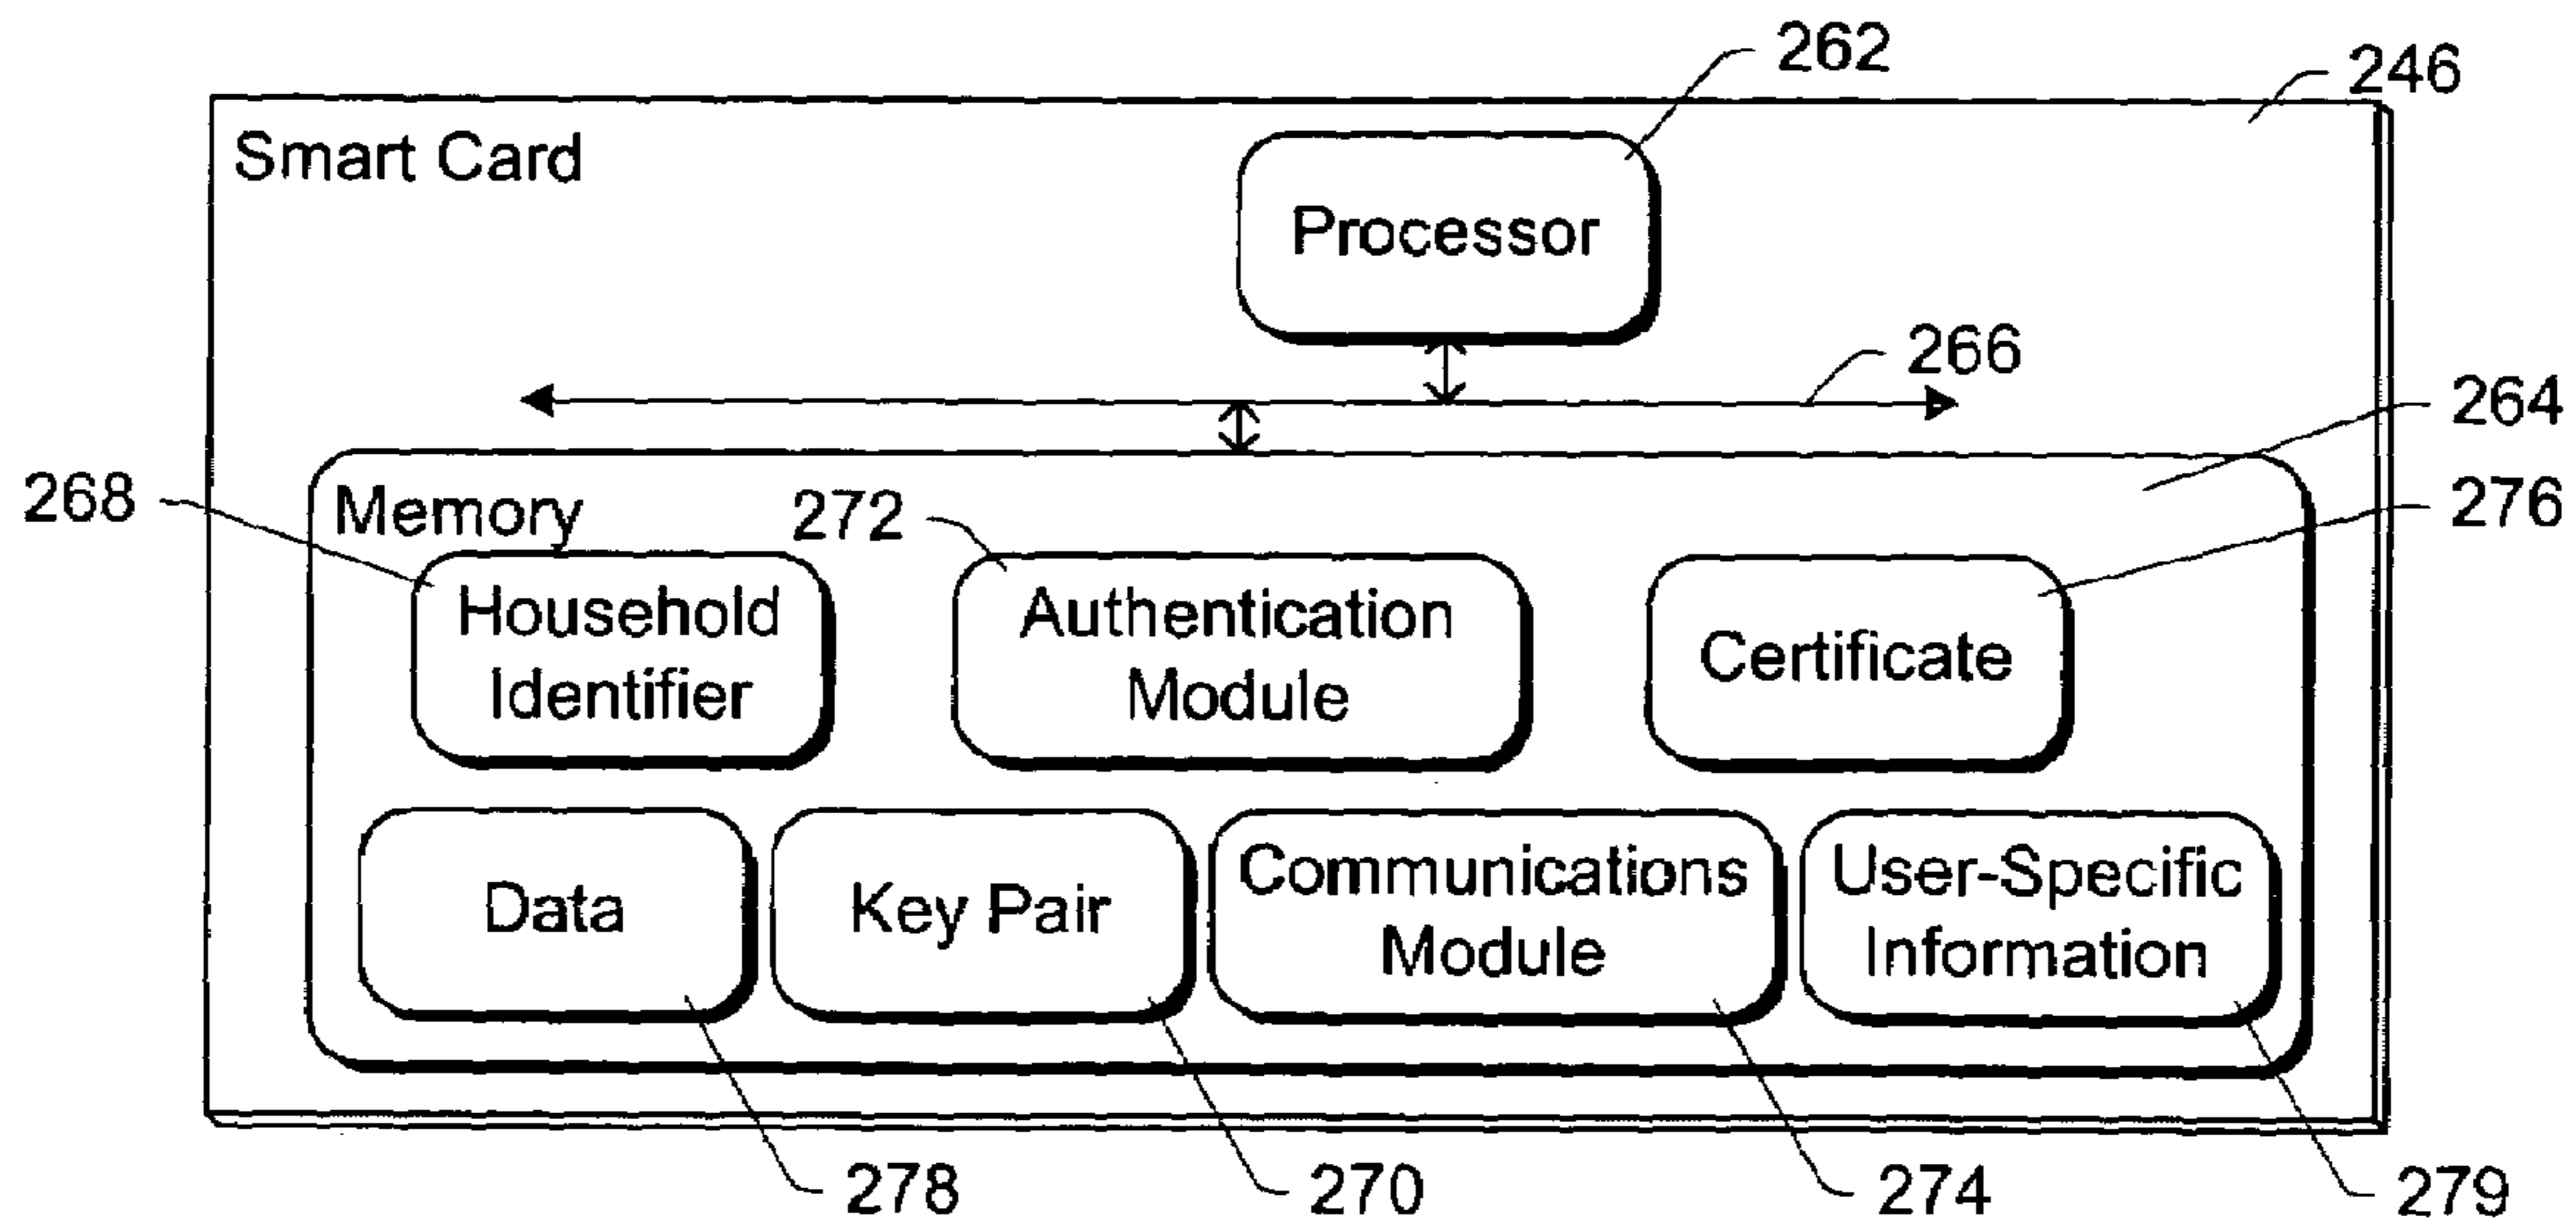 262
246
Smart Card
Processor
266
264
268
Memory
272
276
Household
Identifier
Authentication
Module
Certificate
Data
Key Pair
Communications
Module
User-Specific
Information
278
270
274
279